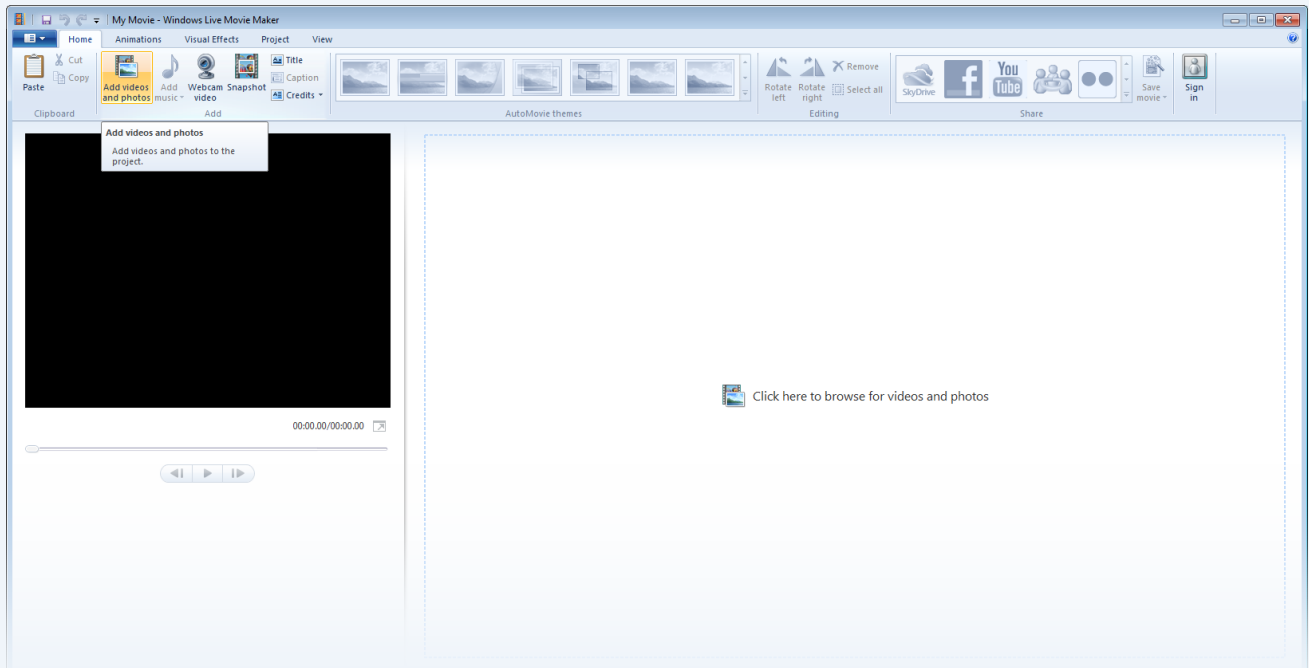 My Movie - Windows Live Movie Maker
Home Animations Visual Effects Project View
Paste
Cut
Copy
Clipboard
Add videos
and photos
Add
music
Webcam
video
Snapshot
Title
Caption
Credits
Add
AutoMovie themes
Rotate
left
Rotate
right
Remove
Select all
Editing
SkyDrive
f
You
Tube
Share
Save
movie
Sign
in
Add videos and photos
Add videos and photos to the
project.
Click here to browse for videos and photos
00:00.00/00:00.00